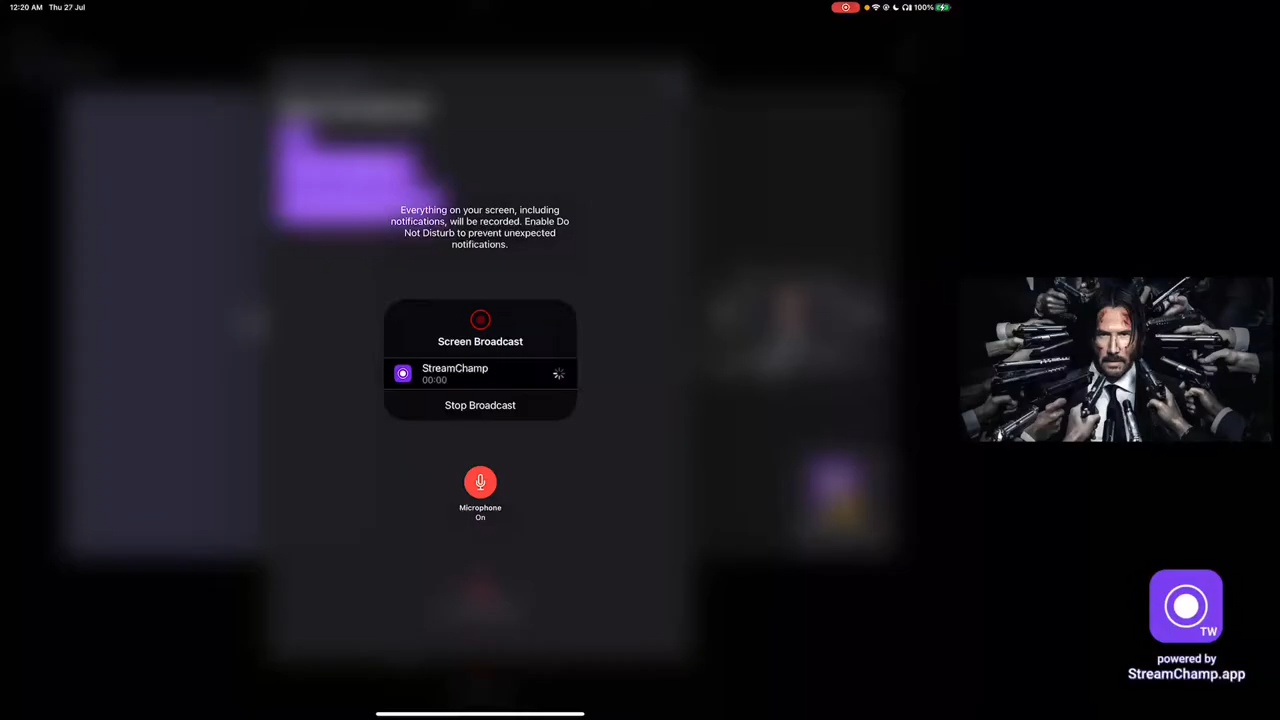 12:20 AM Thu 27 Jul
100%
Everything on your screen, including
notifications, will be recorded. Enable Do
Not Disturb to prevent unexpected
notifications.
Screen Broadcast
StreamChamp
00:00
Stop Broadcast
Microphone
On
TW
powered by
StreamChamp.app